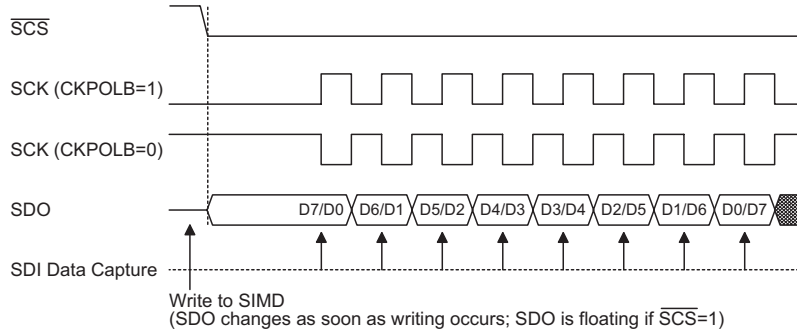 SCS
SCK (CKPOLB=1)
SCK (CKPOLB=0)
SDO
D7/D0 D6/D1 D5/D2 D4/D3 D3/D4 D2/D5 D1/D6 D0/D7
SDI Data Capture
Write to SIMD
(SDO changes as soon as writing occurs; SDO is floating if SCS=1)